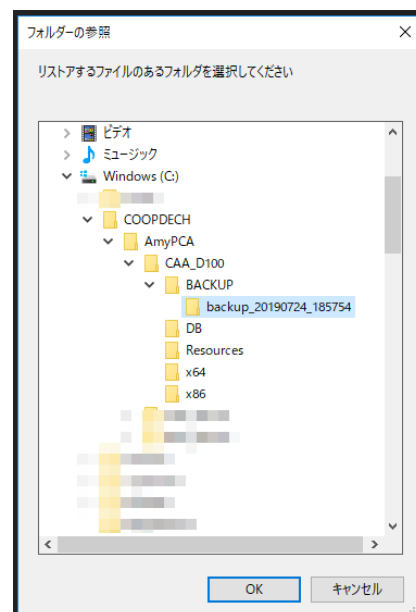 フォルダーの参照
リストアするファイルのあるフォルダを選択してください
ビデオ
ミュージック
Windows (C:)
COOPDECH
AmyPCA
CAA_D100
BACKUP
backup_20190724_185754
DB
Resources
x64
x86
OK キャンセル